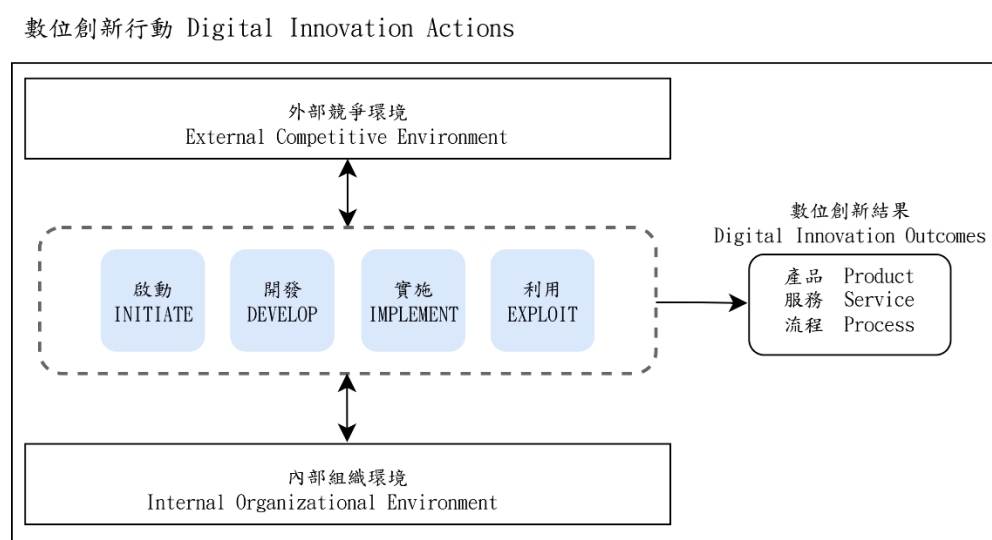 數位創新行動 Digital Innovation Actions
外部競爭環境
External Competitive Environment
啟動
INITIATE
開發
DEVELOP
實施
IMPLEMENT
利用
EXPLOIT
數位創新結果
Digital Innovation Outcomes
產品 Product
服務 Service
流程 Process
內部組織環境
Internal Organizational Environment